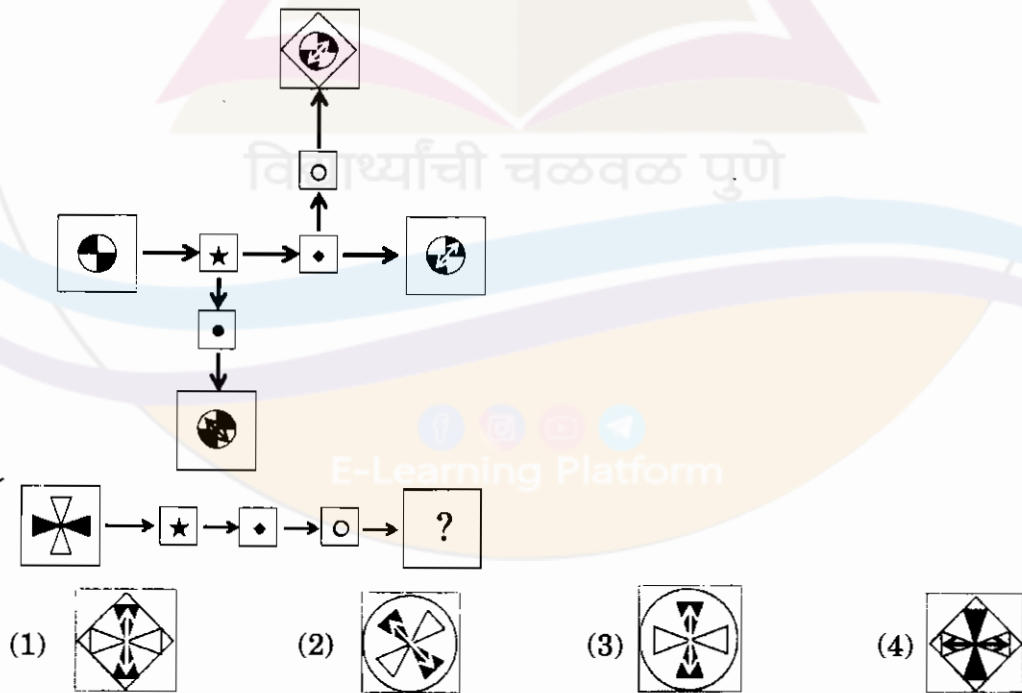 विद्यार्थ्यांची चळवळ पुणे
E-Learning Platform
?
(1) (2) (3) (4)